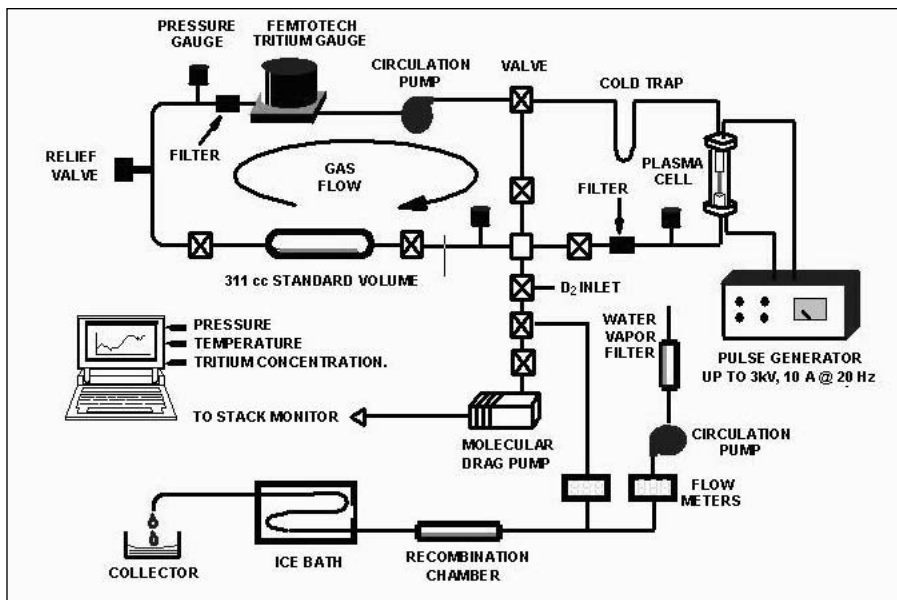 PRESSURE
GAUGE
FEMTOTECH
TRITIUM GAUGE
CIRCULATION
PUMP
VALVE
COLD TRAP
FILTER
RELIEF
VALVE
GAS
FLOW
FILTER
PLASMA
CELL
311 cc STANDARD VOLUME
D2 INLET
PRESSURE
TEMPERATURE
TRITIUM CONCENTRATION.
WATER
VAPOR
FILTER
PULSE GENERATOR
UP TO 3kV, 10 A @ 20 Hz
TO STACK MONITOR
MOLECULAR
DRAG PUMP
CIRCULATION
PUMP
FLOW
METERS
COLLECTOR
ICE BATH
RECOMBINATION
CHAMBER